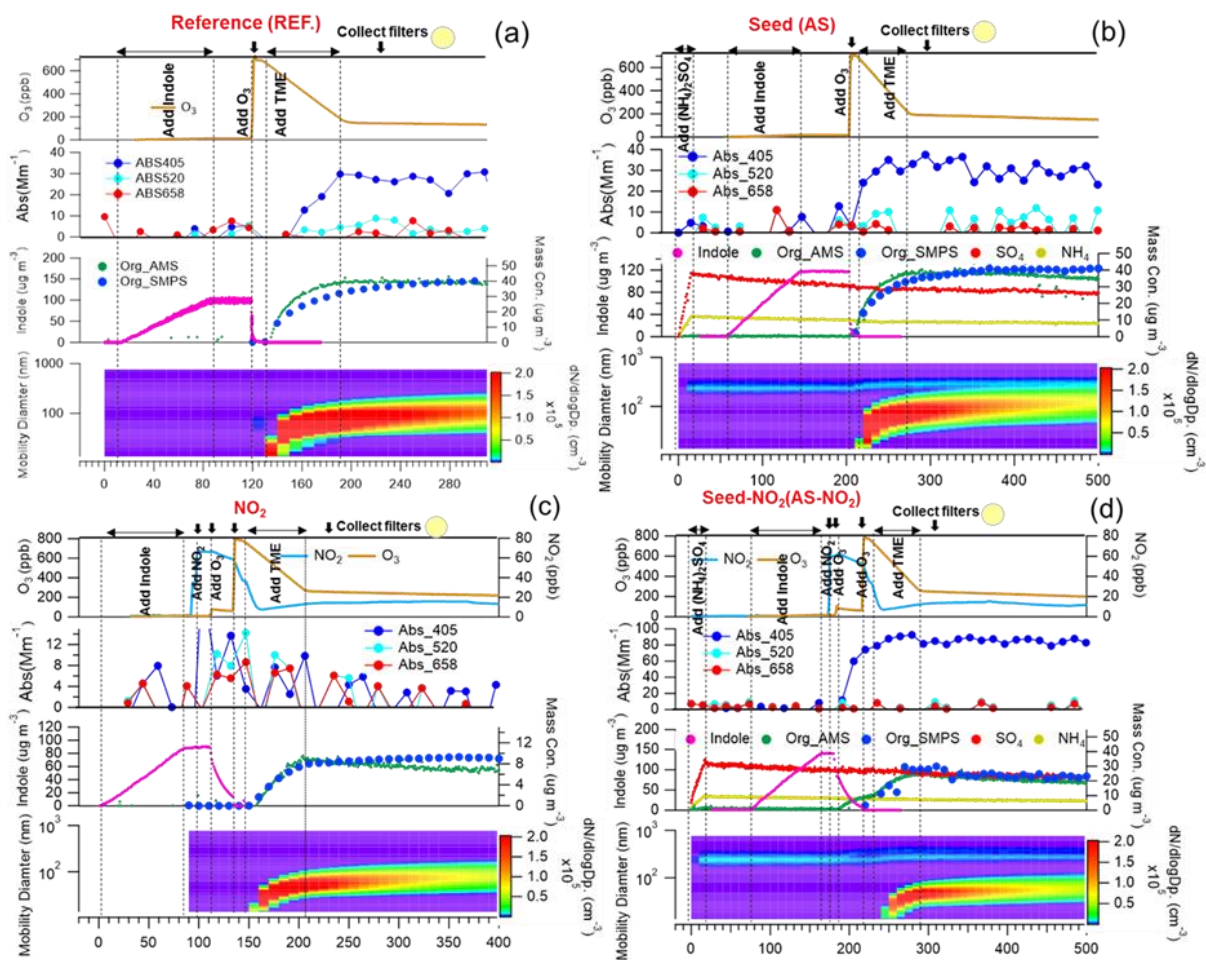 Reference (REF.)
Collect filters
(a)
O3 (ppb)
600
400
200
0
Add Indole
O3
Add O3
Add TME
Abs(Mm-1)
40
30
20
10
0
ABS405
ABS520
ABS658
Indole (ug m-3)
200
150
100
50
0
Org_AMS
Org_SMPS
Mass Con. (ug m-3)
50
40
30
20
10
0
Mobility Diamter (nm)
1000
100
2.0
1.5
1.0
0.5
x10^5
dN/dlogDp. (cm-3)
0 40 80 120 160 200 240 280
Seed (AS)
Collect filters
(b)
O3 (ppb)
600
400
200
0
Add (NH4)2SO4
Add Indole
Add O3
Add TME
Abs(Mm-1)
40
30
20
10
0
Abs_405
Abs_520
Abs_658
Indole (ug m-3)
120
80
40
0
Indole Org_AMS Org_SMPS SO4 NH4
Mass Con. (ug m-3)
50
40
30
20
10
0
Mobility Diamter (nm)
10^3
10^2
2.0
1.5
1.0
0.5
x10^5
dN/dlogDp. (cm-3)
0 100 200 300 400 500
NO2
Collect filters
(c)
O3 (ppb)
800
600
400
200
0
Add Indole
Add NO2
Add O3
NO2 O3
Add TME
NO2 (ppb)
80
60
40
20
0
Abs(Mm-1)
12
8
4
0
Abs_405
Abs_520
Abs_658
Indole (ug m-3)
120
100
80
60
40
20
0
Mass Con. (ug m-3)
12
8
4
0
Mobility Diamter (nm)
10^3
10^2
2.0
1.5
1.0
0.5
x10^5
dN/dlogDp. (cm-3)
0 50 100 150 200 250 300 350 400
Seed-NO2(AS-NO2)
Collect filters
(d)
O3 (ppb)
800
600
400
200
0
Add (NH4)2SO4
NO2 O3
Add Indole
Add NO2
Add O3
Add O3
Add TME
NO2 (ppb)
80
60
40
20
0
Abs(Mm-1)
100
80
60
40
20
0
Abs_405
Abs_520
Abs_658
Indole (ug m-3)
200
150
100
50
0
Indole Org_AMS Org_SMPS SO4 NH4
Mass Con. (ug m-3)
50
40
30
20
10
0
Mobility Diamter (nm)
10^3
10^2
2.0
1.5
1.0
0.5
x10^5
dN/dlogDp. (cm-3)
0 100 200 300 400 500